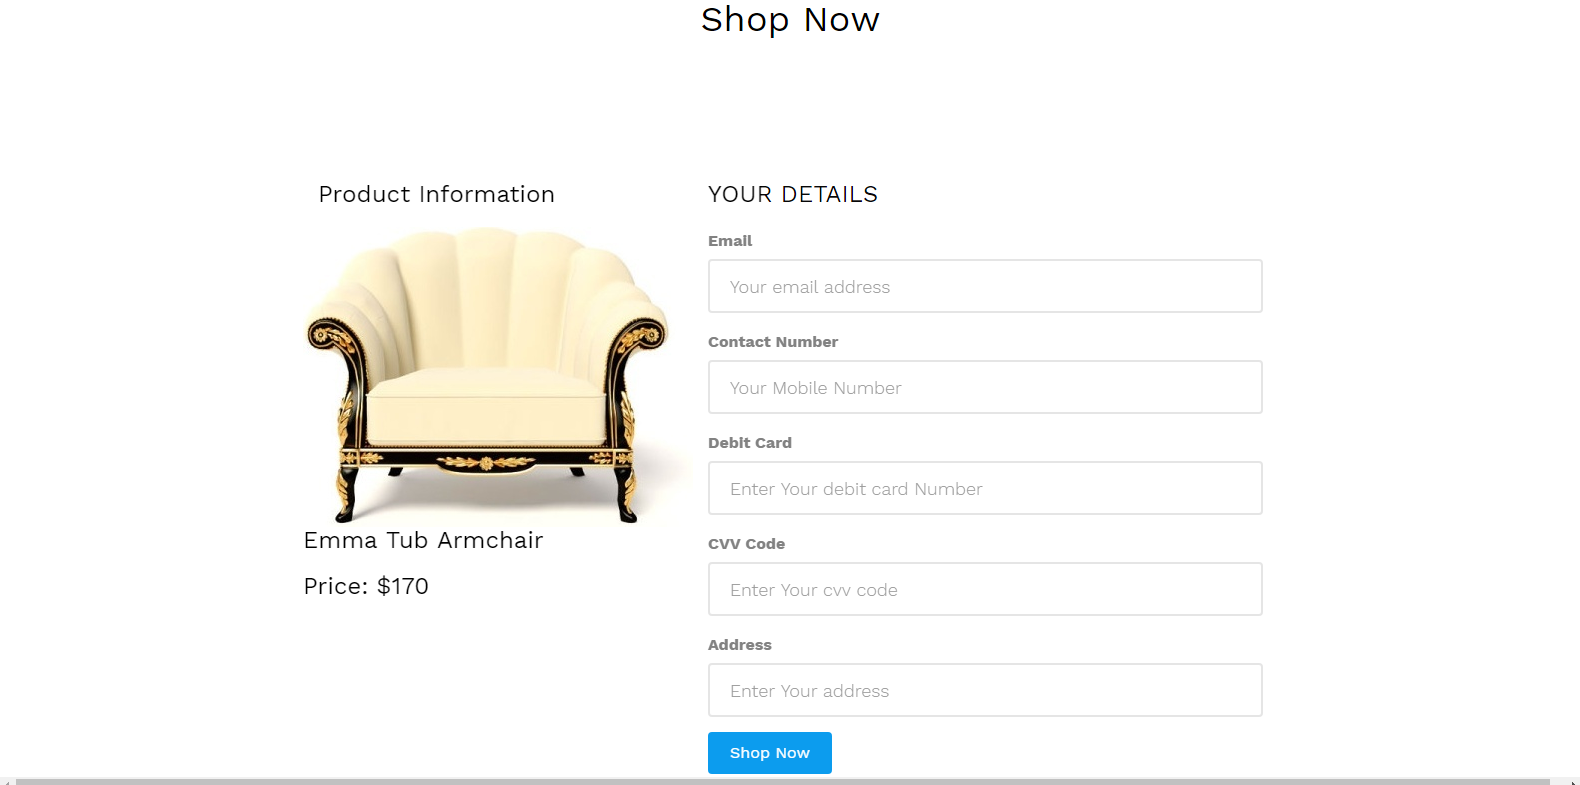 Shop Now
Product Information
Emma Tub Armchair
Price: $170
YOUR DETAILS
Email
Your email address
Contact Number
Your Mobile Number
Debit Card
Enter Your debit card Number
CVV Code
Enter Your cvv code
Address
Enter Your address
Shop Now